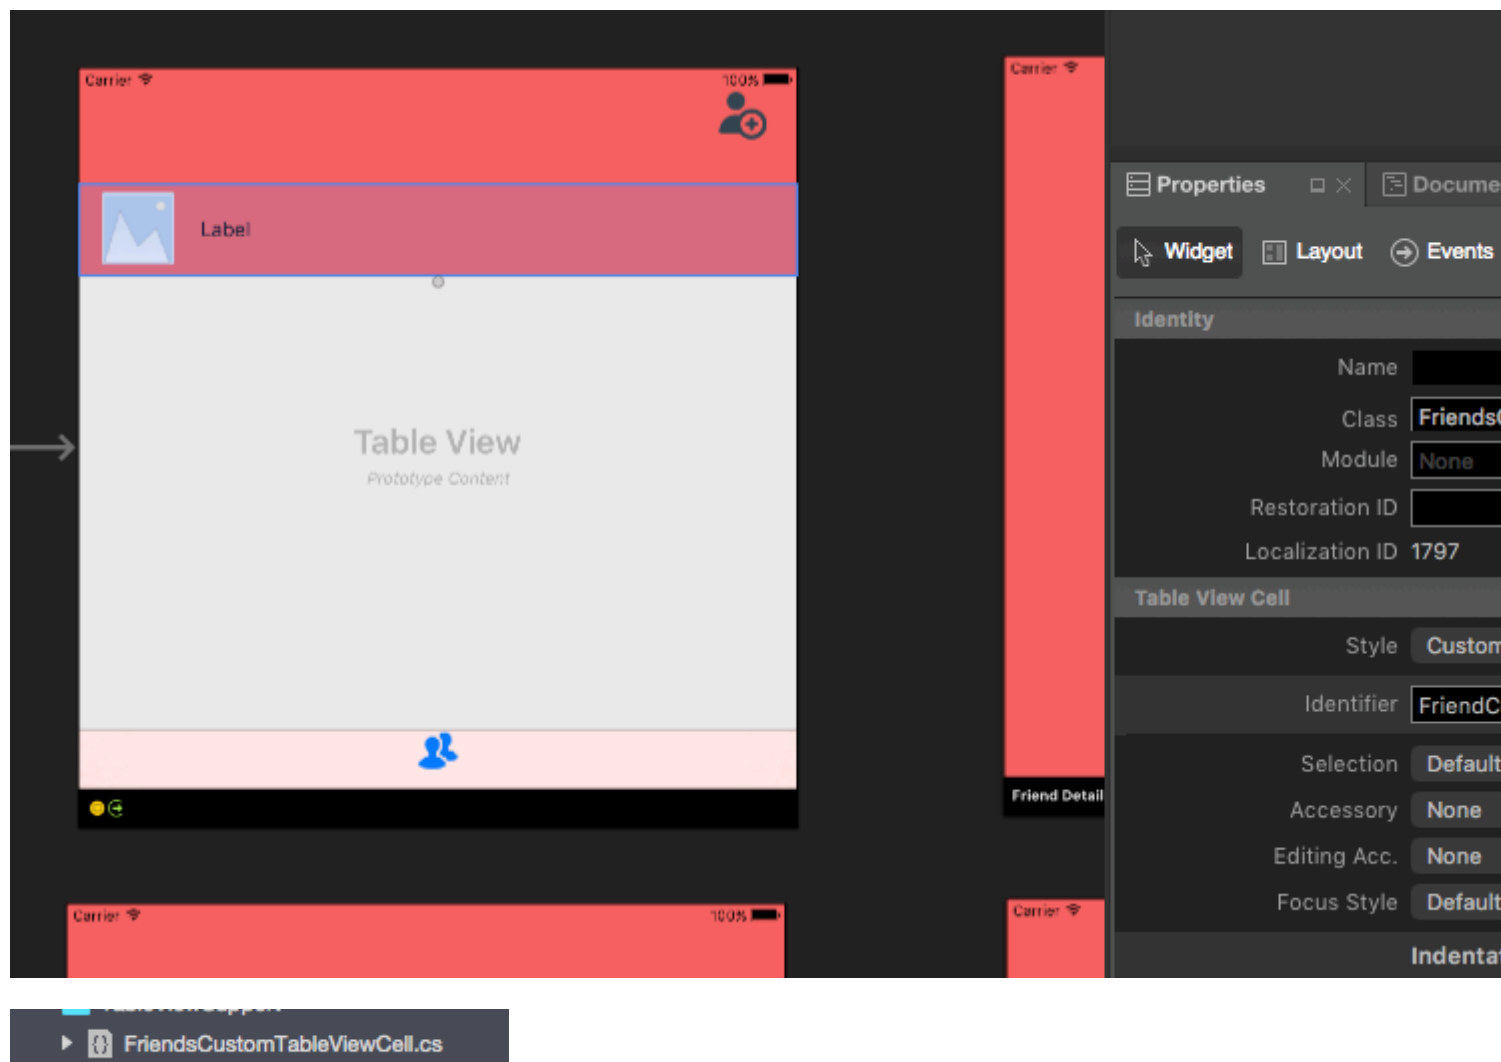 Carrier
100%
Carrier
Label
Table View
Prototype Content
Friend Detail
Carrier
100%
Carrier
Properties
Docume
Widget
Layout
Events
Identity
Name
Class
Friends
Module
None
Restoration ID
Localization ID 1797
Table View Cell
Style
Custom
Identifier
FriendC
Selection
Default
Accessory
None
Editing Acc.
None
Focus Style
Default
Indentat
TableViewSupport
FriendsCustomTableViewCell.cs